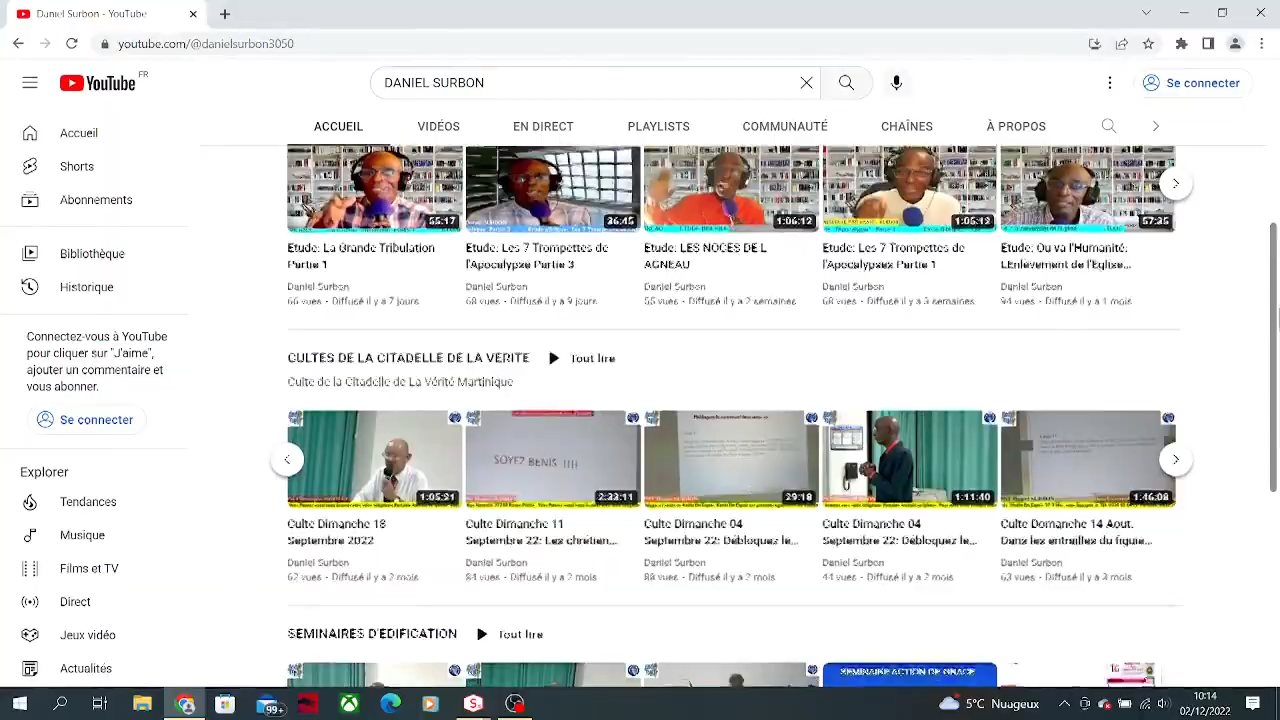 Daniel Surbon - YouTube
youtube.com/@danielsurbon3050
YouTube FR
DANIEL SURBON
Se connecter
ACCUEIL VIDÉOS EN DIRECT PLAYLISTS COMMUNAUTÉ CHAÎNES À PROPOS
Accueil
Shorts
Abonnements
Bibliothèque
Historique
Connectez-vous à YouTube
pour cliquer sur "J'aime",
ajouter un commentaire et
vous abonner.
Se connecter
Explorer
Tendances
Musique
Films et TV
Direct
Jeux vidéo
Actualités
55:17
Etude: La Grande Tribulation
Partie 1
Daniel Surbon
66 vues • Diffusé il y a 7 jours
36:45
Etude: Les 7 Trompettes de
l'Apocalypse Partie 3
Daniel Surbon
68 vues • Diffusé il y a 9 jours
1:06:12
Etude: LES NOCES DE L
AGNEAU
Daniel Surbon
55 vues • Diffusé il y a 2 semaines
1:05:12
Etude: Les 7 Trompettes de
l'Apocalypse Partie 1
Daniel Surbon
68 vues • Diffusé il y a 3 semaines
57:35
Etude: Ou va l'Humanité:
L'enlèvement de l'Eglise...
Daniel Surbon
94 vues • Diffusé il y a 1 mois
CULTES DE LA CITADELLE DE LA VERITE Tout lire
Culte de la Citadelle de La Vérité Martinique
1:05:21
Culte Dimanche 18
Septembre 2022
Daniel Surbon
62 vues • Diffusé il y a 2 mois
SOYEZ BENIS !!!!
2:23:11
Culte Dimanche 11
Septembre 22: Les chrétien...
Daniel Surbon
84 vues • Diffusé il y a 2 mois
29:18
Culte Dimanche 04
Septembre 22: Débloquez le...
Daniel Surbon
88 vues • Diffusé il y a 2 mois
1:11:40
Culte Dimanche 04
Septembre 22: Débloquez le...
Daniel Surbon
44 vues • Diffusé il y a 2 mois
1:46:08
Culte Domanche 14 Aout.
Dans les entrailles du figuie...
Daniel Surbon
63 vues • Diffusé il y a 3 mois
SEMINAIRES D'EDIFICATION Tout lire
SEMINAIRE ACTION DE GRACE
99+
5°C Nuageux
10:14
02/12/2022